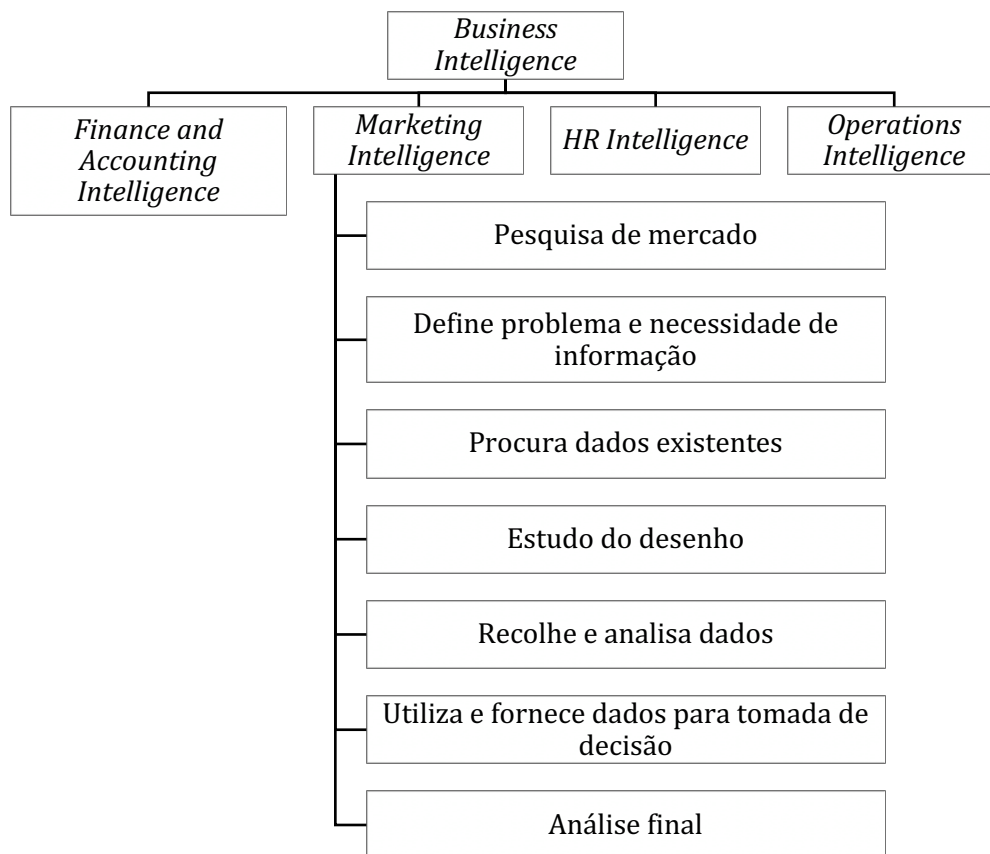 Business
Intelligence
Finance and
Accounting
Intelligence
Marketing
Intelligence
HR Intelligence
Operations
Intelligence
Pesquisa de mercado
Define problema e necessidade de
informação
Procura dados existentes
Estudo do desenho
Recolhe e analisa dados
Utiliza e fornece dados para tomada de
decisão
Análise final